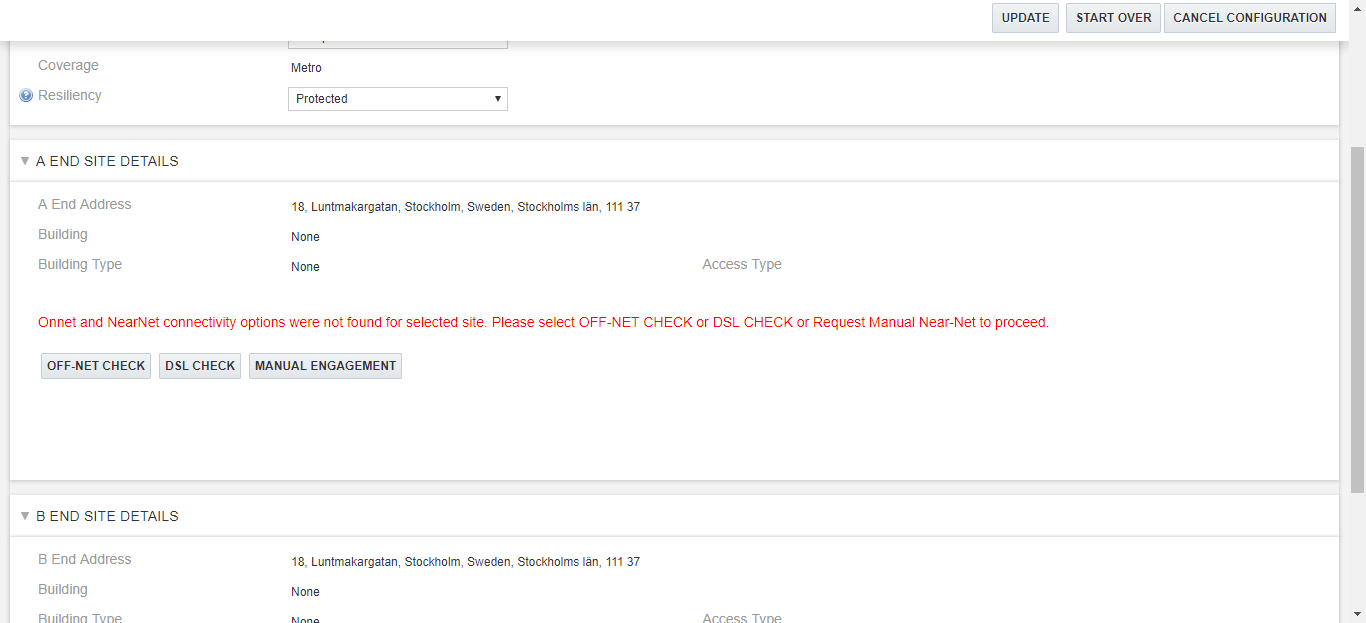 UPDATE START OVER CANCEL CONFIGURATION
Coverage Metro
Resiliency Protected
A END SITE DETAILS
A End Address 18, Luntmakargatan, Stockholm, Sweden, Stockholms län, 111 37
Building None
Building Type None Access Type
Onnet and NearNet connectivity options were not found for selected site. Please select OFF-NET CHECK or DSL CHECK or Request Manual Near-Net to proceed.
OFF-NET CHECK DSL CHECK MANUAL ENGAGEMENT
B END SITE DETAILS
B End Address 18, Luntmakargatan, Stockholm, Sweden, Stockholms län, 111 37
Building None
Building Type None Access Type